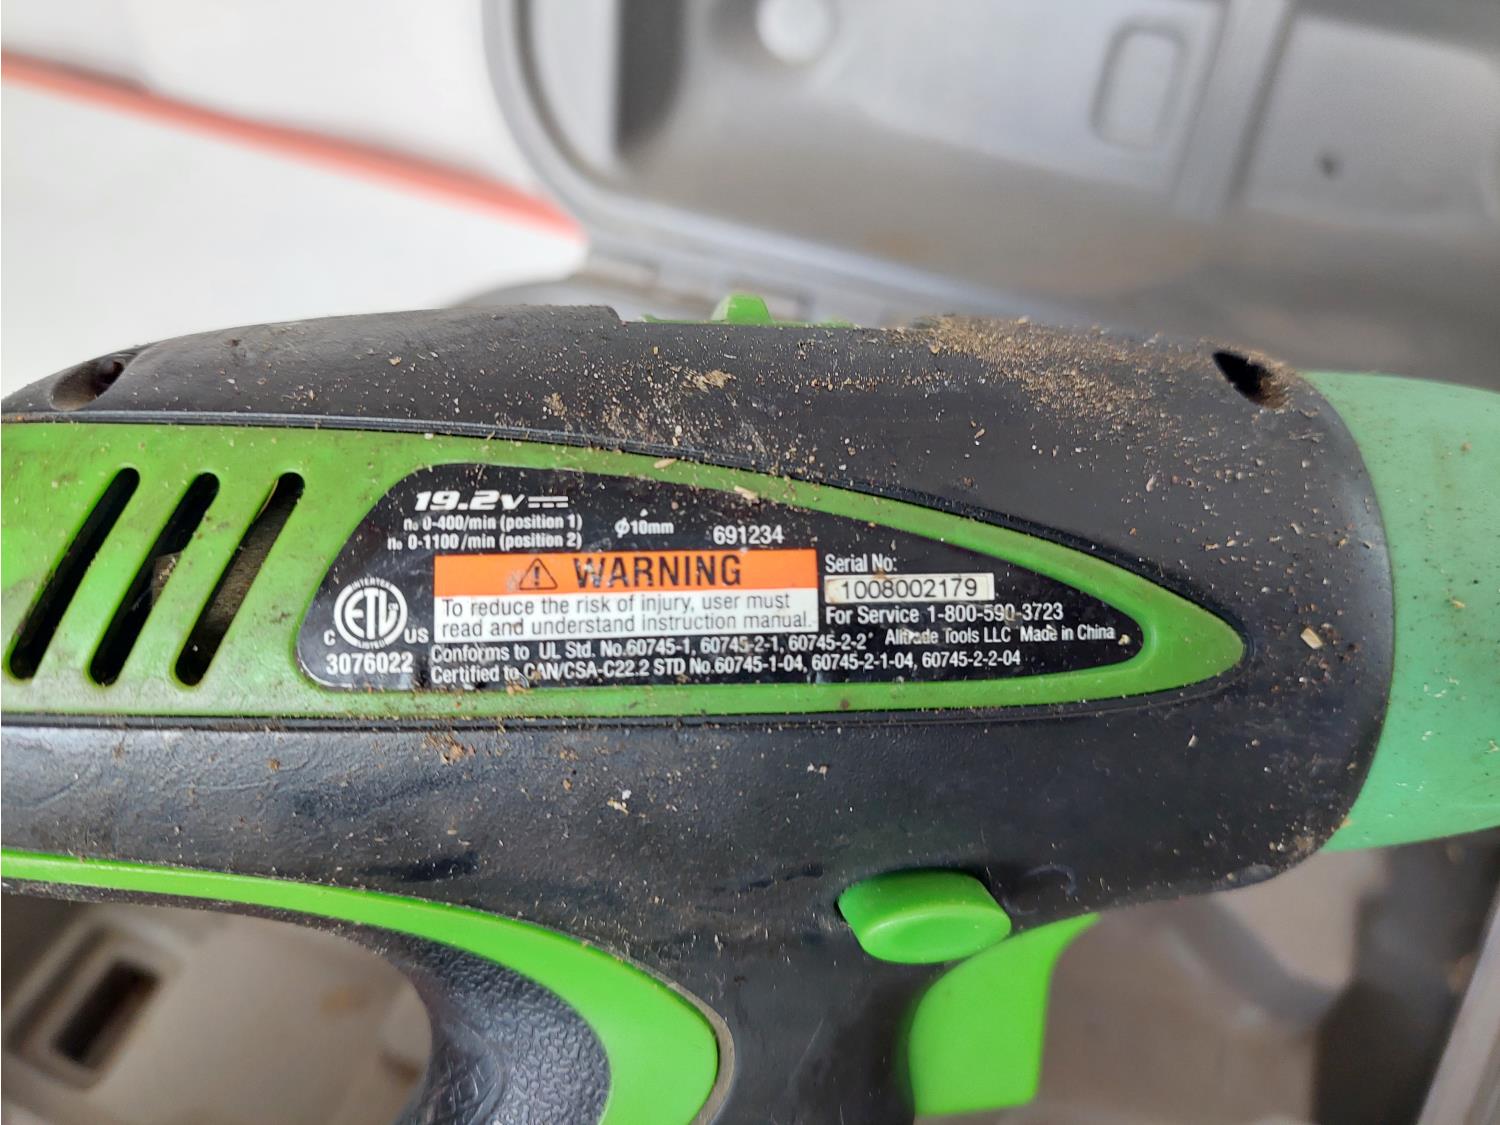 19.2V
n₀ 0-400/min (position 1)
n₀ 0-1100/min (position 2)
Φ10mm
691234
WARNING
To reduce the risk of injury, user must
read and understand instruction manual.
Serial No:
1008002179
For Service 1-800-590-3723
Alltrade Tools LLC Made in China
INTERTEK
ETL
LISTED
C US
3076022
Conforms to UL Std. No.60745-1, 60745-2-1, 60745-2-2
Certified to CAN/CSA-C22.2 STD No.60745-1-04, 60745-2-1-04, 60745-2-2-04